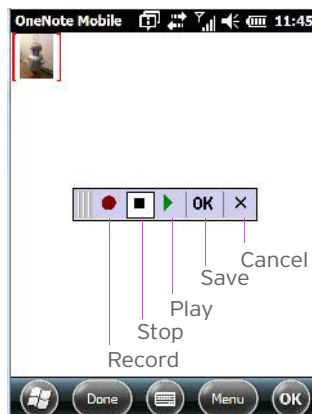 OneNote Mobile 11:45
OK
Cancel
Save
Play
Stop
Record
Done Menu OK